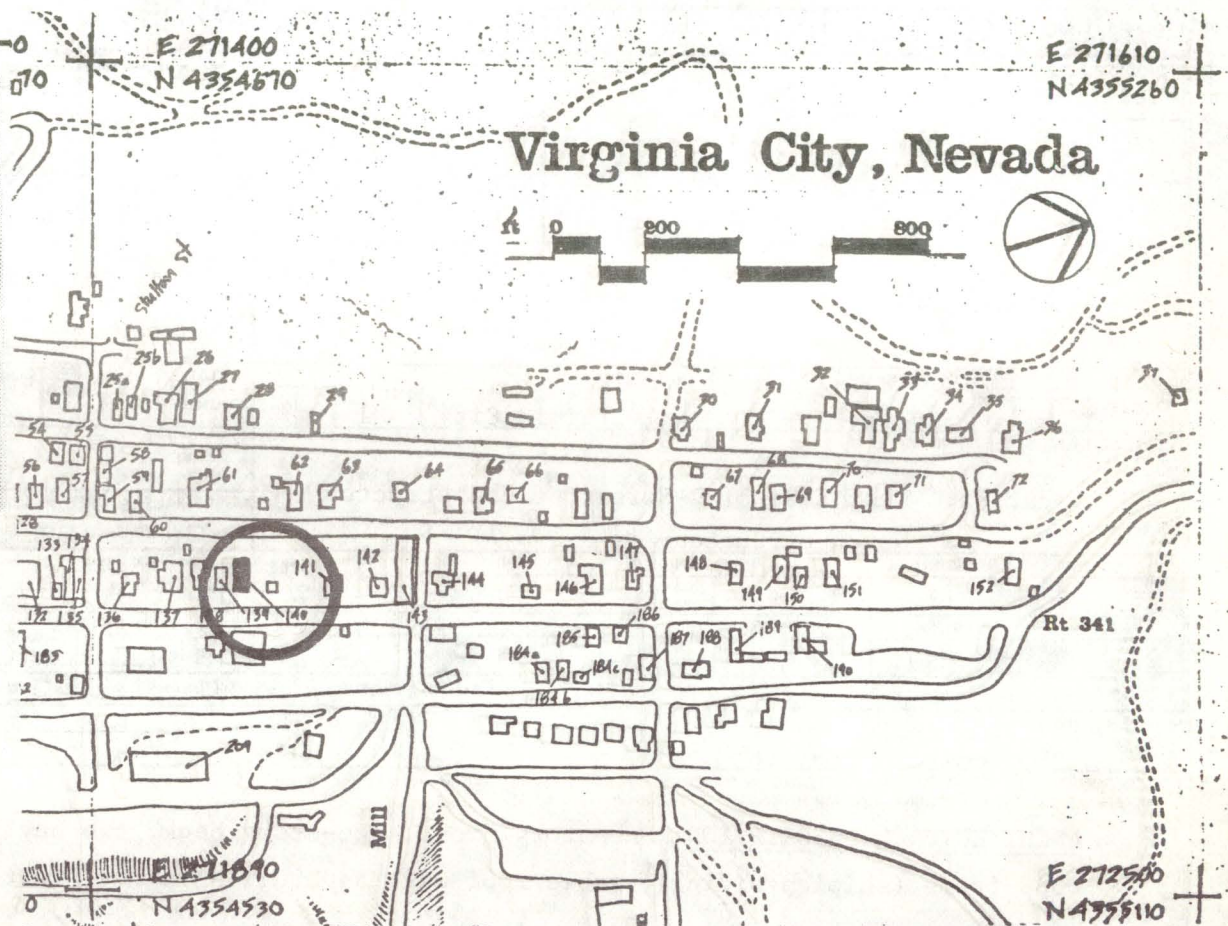 E 271400
N 4354670
E 271610
N 4355260
70
Virginia City, Nevada
ft 0 200 800
25a 25b 26 27 28 29
30 31 32 33 34 35 36 37
54 55
56 57 58 59 60 61 62 63 64 65 66
67 68 69 70 71 72
133 134
132 135 136 137 138 139 140 141 142 143
144 145 146 147
148 149 150 151 152
Rt 341
185
184a 184b 184c 185 186 187 188 189 190
209
Mill
N 4354530
E 272500
N 4355110